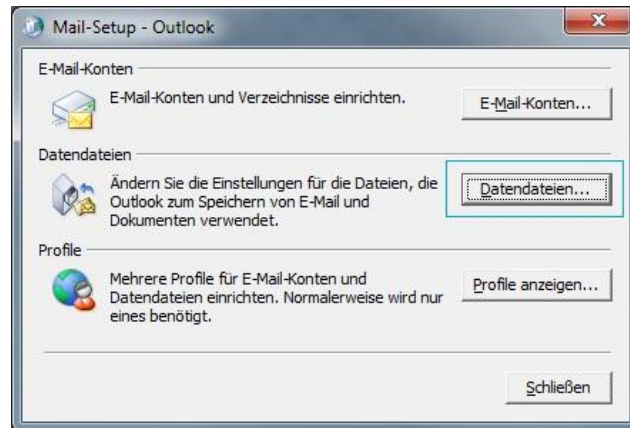 Mail-Setup - Outlook
E-Mail-Konten
E-Mail-Konten und Verzeichnisse einrichten.
E-Mail-Konten...
Datendateien
Ändern Sie die Einstellungen für die Dateien, die
Outlook zum Speichern von E-Mail und
Dokumenten verwendet.
Datendateien...
Profile
Mehrere Profile für E-Mail-Konten und
Datendateien einrichten. Normalerweise wird nur
eines benötigt.
Profile anzeigen...
Schließen